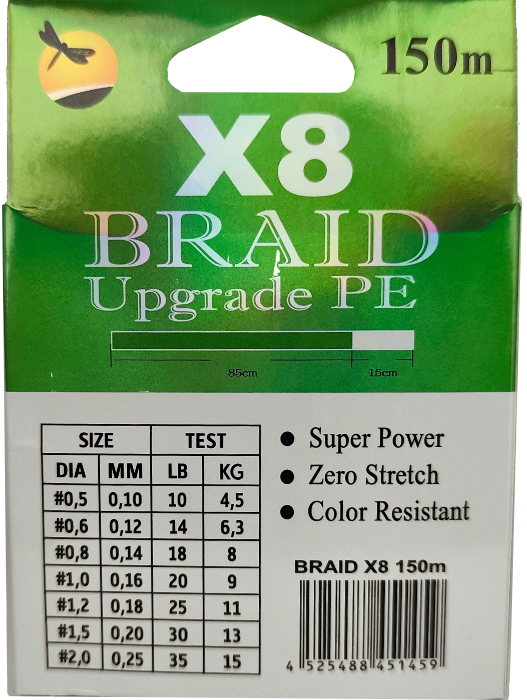 150m
X8
BRAID
Upgrade PE
85cm 15cm
SIZE TEST
DIA MM LB KG
#0,5 0,10 10 4,5
#0,6 0,12 14 6,3
#0,8 0,14 18 8
#1,0 0,16 20 9
#1,2 0,18 25 11
#1,5 0,20 30 13
#2,0 0,25 35 15
● Super Power
● Zero Stretch
● Color Resistant
BRAID X8 150m
4 525488 451459